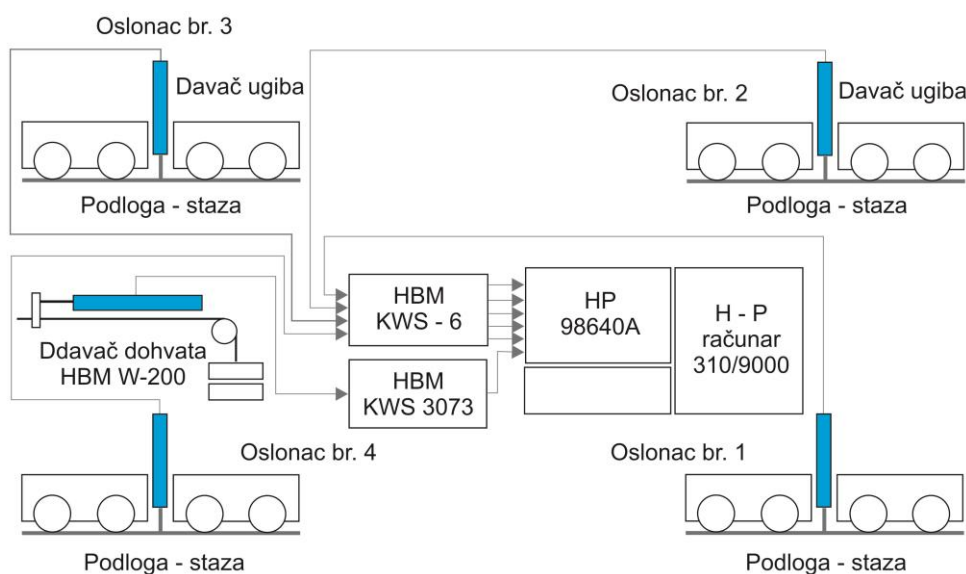 Oslonac br. 3
Davač ugiba
Podloga - staza
Oslonac br. 2
Davač ugiba
Podloga - staza
HBM
KWS - 6
HP
98640A
H - P
računar
310/9000
Ddavač dohvata
HBM W-200
HBM
KWS 3073
Oslonac br. 4
Podloga - staza
Oslonac br. 1
Podloga - staza